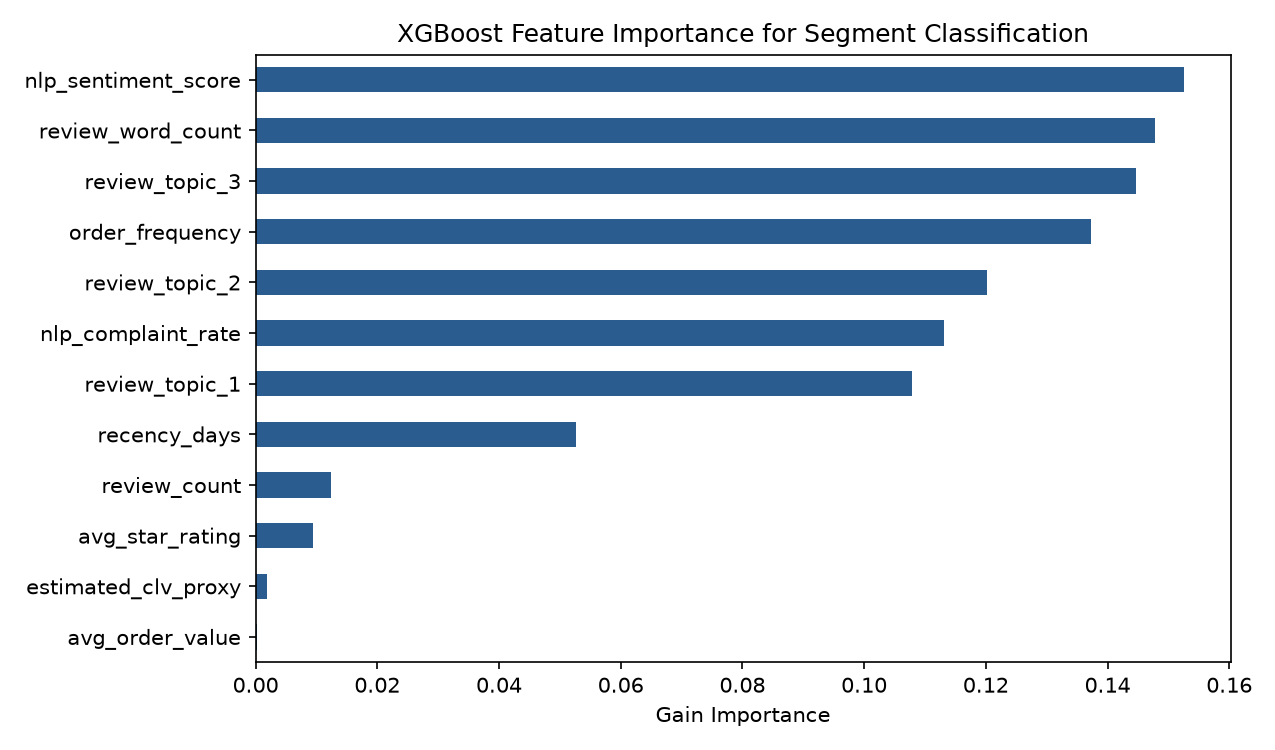 XGBoost Feature Importance for Segment Classification
nlp_sentiment_score
review_word_count
review_topic_3
order_frequency
review_topic_2
nlp_complaint_rate
review_topic_1
recency_days
review_count
avg_star_rating
estimated_clv_proxy
avg_order_value
0.00 0.02 0.04 0.06 0.08 0.10 0.12 0.14 0.16
Gain Importance